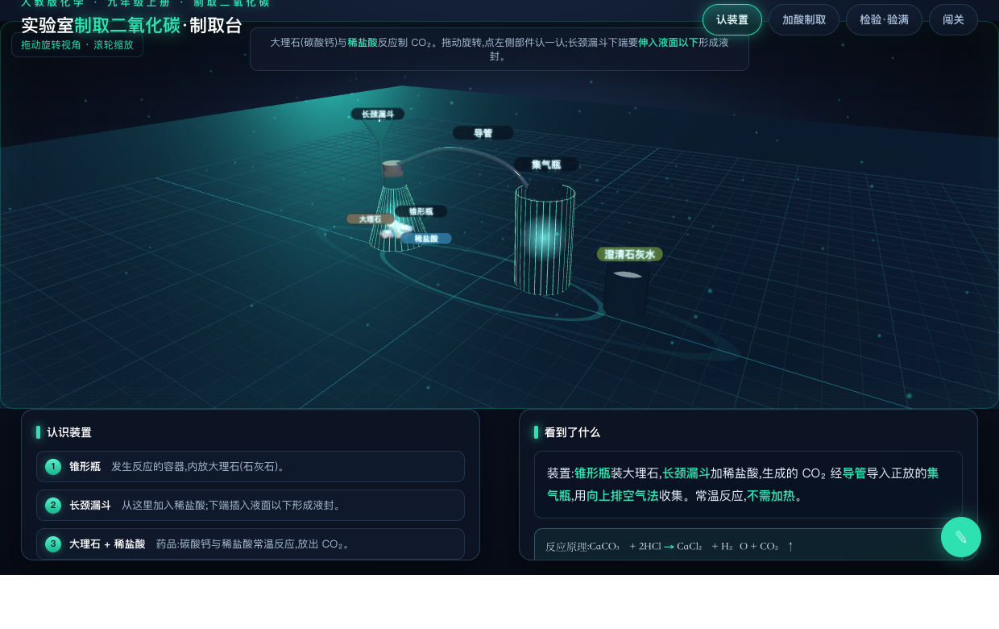 人教版化学 · 九年级上册 · 制取二氧化碳
实验室制取二氧化碳·制取台
认装置
加酸制取
检验·验满
闯关
拖动旋转视角 · 滚轮缩放
大理石(碳酸钙)与稀盐酸反应制 CO₂。拖动旋转,点左侧部件认一认;长颈漏斗下端要伸入液面以下形成液
封。
长颈漏斗
导管
集气瓶
锥形瓶
大理石
稀盐酸
澄清石灰水
认识装置
1 锥形瓶 发生反应的容器,内放大理石(石灰石)。
2 长颈漏斗 从这里加入稀盐酸;下端插入液面以下形成液封。
3 大理石 + 稀盐酸 药品:碳酸钙与稀盐酸常温反应,放出 CO₂。
看到了什么
装置:锥形瓶装大理石,长颈漏斗加稀盐酸,生成的 CO₂ 经导管导入正放的集
气瓶,用向上排空气法收集。常温反应,不需加热。
反应原理:CaCO₃ + 2HCl → CaCl₂ + H₂O + CO₂ ↑